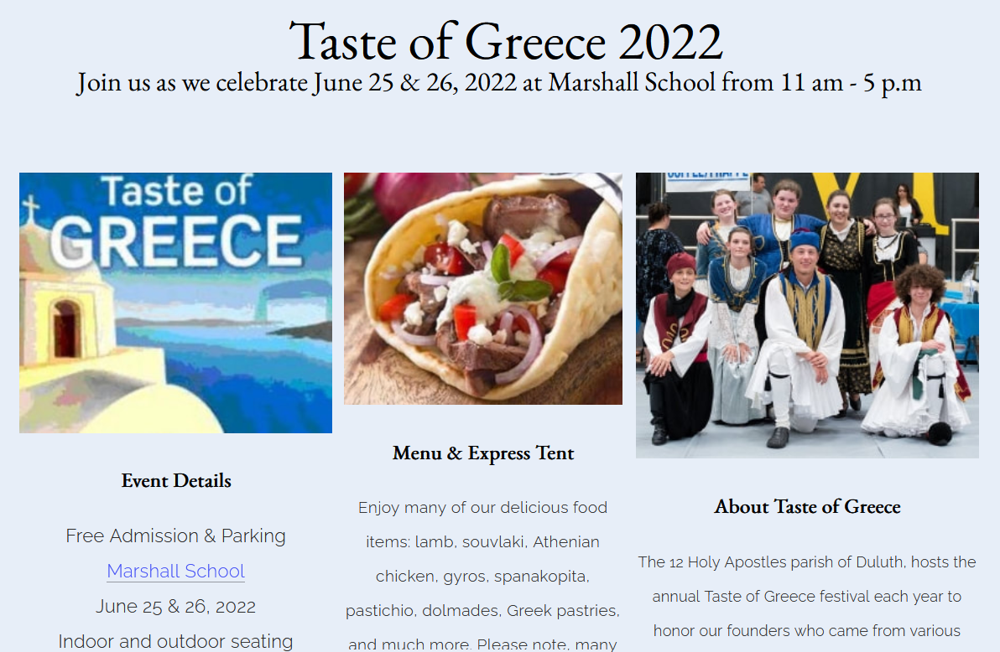 Taste of Greece 2022
Join us as we celebrate June 25 & 26, 2022 at Marshall School from 11 am - 5 p.m
Taste of
GREECE
Event Details
Free Admission & Parking
Marshall School
June 25 & 26, 2022
Indoor and outdoor seating
Menu & Express Tent
Enjoy many of our delicious food
items: lamb, souvlaki, Athenian
chicken, gyros, spanakopita,
pastichio, dolmades, Greek pastries,
and much more. Please note, many
About Taste of Greece
The 12 Holy Apostles parish of Duluth, hosts the
annual Taste of Greece festival each year to
honor our founders who came from various